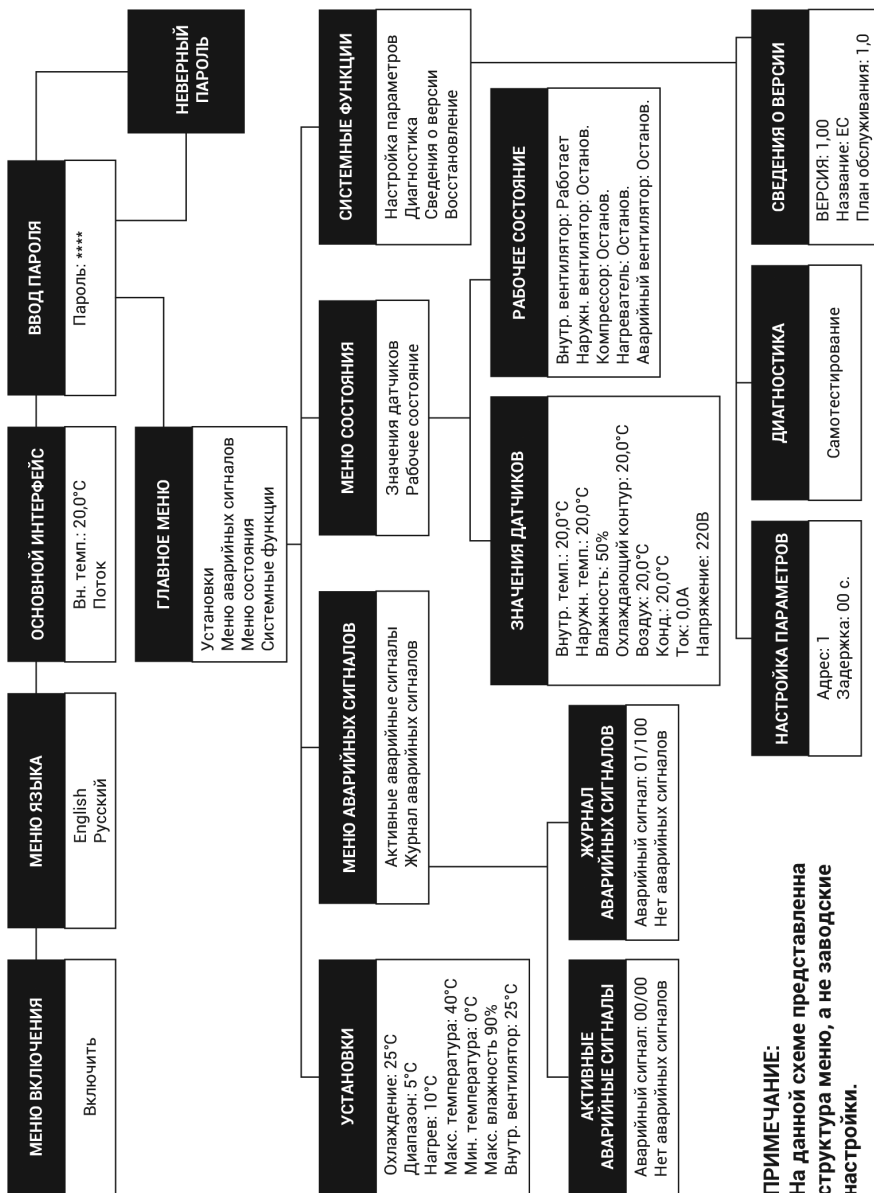 МЕНЮ ВКЛЮЧЕНИЯ
Включить
МЕНЮ ЯЗЫКА
English
Русский
ОСНОВНОЙ ИНТЕРФЕЙС
Вн. темп.: 20,0°C
Поток
ВВОД ПАРОЛЯ
Пароль: ****
НЕВЕРНЫЙ
ПАРОЛЬ
ГЛАВНОЕ МЕНЮ
Установки
Меню аварийных сигналов
Меню состояния
Системные функции
УСТАНОВКИ
Охлаждение: 25°C
Диапазон: 5°C
Нагрев: 10°C
Макс. температура: 40°C
Мин. температура: 0°C
Макс. влажность 90%
Внутр. вентилятор: 25°C
МЕНЮ АВАРИЙНЫХ СИГНАЛОВ
Активные аварийные сигналы
Журнал аварийных сигналов
МЕНЮ СОСТОЯНИЯ
Значения датчиков
Рабочее состояние
СИСТЕМНЫЕ ФУНКЦИИ
Настройка параметров
Диагностика
Сведения о версии
Восстановление
ЗНАЧЕНИЯ ДАТЧИКОВ
Внутр. темп.: 20,0°C
Наружн. темп.: 20,0°C
Влажность: 50%
Охлаждающий контур: 20,0°C
Воздух: 20,0°C
Конд.: 20,0°C
Ток: 0,0А
Напряжение: 220В
РАБОЧЕЕ СОСТОЯНИЕ
Внутр. вентилятор: Работает
Наружн. вентилятор: Останов.
Компрессор: Останов.
Нагреватель: Останов.
Аварийный вентилятор: Останов.
АКТИВНЫЕ
АВАРИЙНЫЕ СИГНАЛЫ
Аварийный сигнал: 00/00
Нет аварийных сигналов
ЖУРНАЛ
АВАРИЙНЫХ СИГНАЛОВ
Аварийный сигнал: 01/100
Нет аварийных сигналов
НАСТРОЙКА ПАРАМЕТРОВ
Адрес: 1
Задержка: 00 с.
ДИАГНОСТИКА
Самотестирование
СВЕДЕНИЯ О ВЕРСИИ
ВЕРСИЯ: 1,00
Название: ЕС
План обслуживания: 1,0
ПРИМЕЧАНИЕ:
На данной схеме представленна
структура меню, а не заводские
настройки.